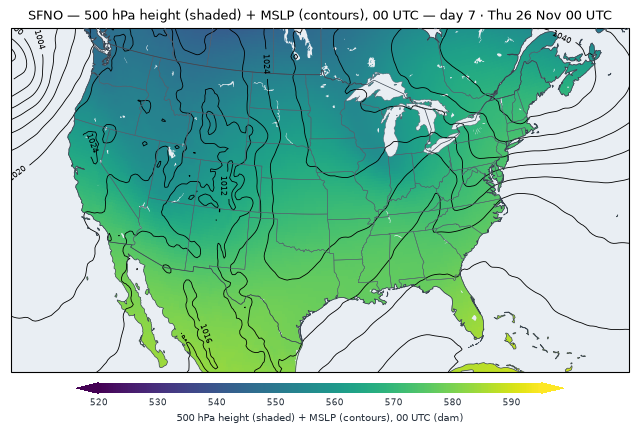 SFNO — 500 hPa height (shaded) + MSLP (contours), 00 UTC — day 7 · Thu 26 Nov 00 UTC
1004
1024
1040
1024
1020
1012
1016
520 530 540 550 560 570 580 590
500 hPa height (shaded) + MSLP (contours), 00 UTC (dam)